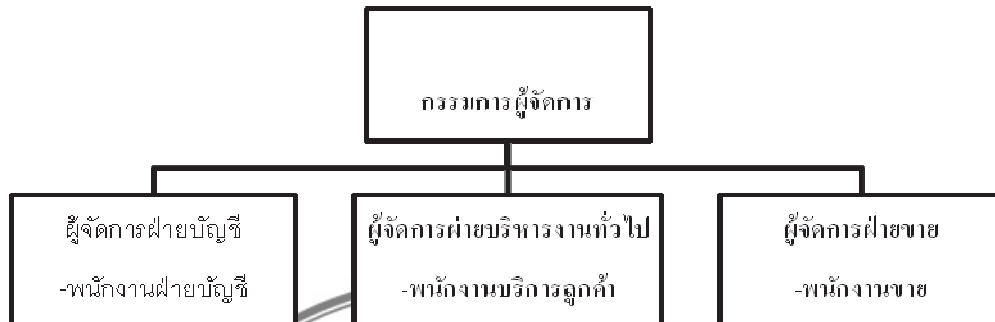 กรรมการผู้จัดการ
ผู้จัดการฝ่ายบัญชี
-พนักงานฝ่ายบัญชี
ผู้จัดการฝ่ายบริหารงานทั่วไป
-พนักงานบริการลูกค้า
ผู้จัดการฝ่ายขาย
-พนักงานขาย